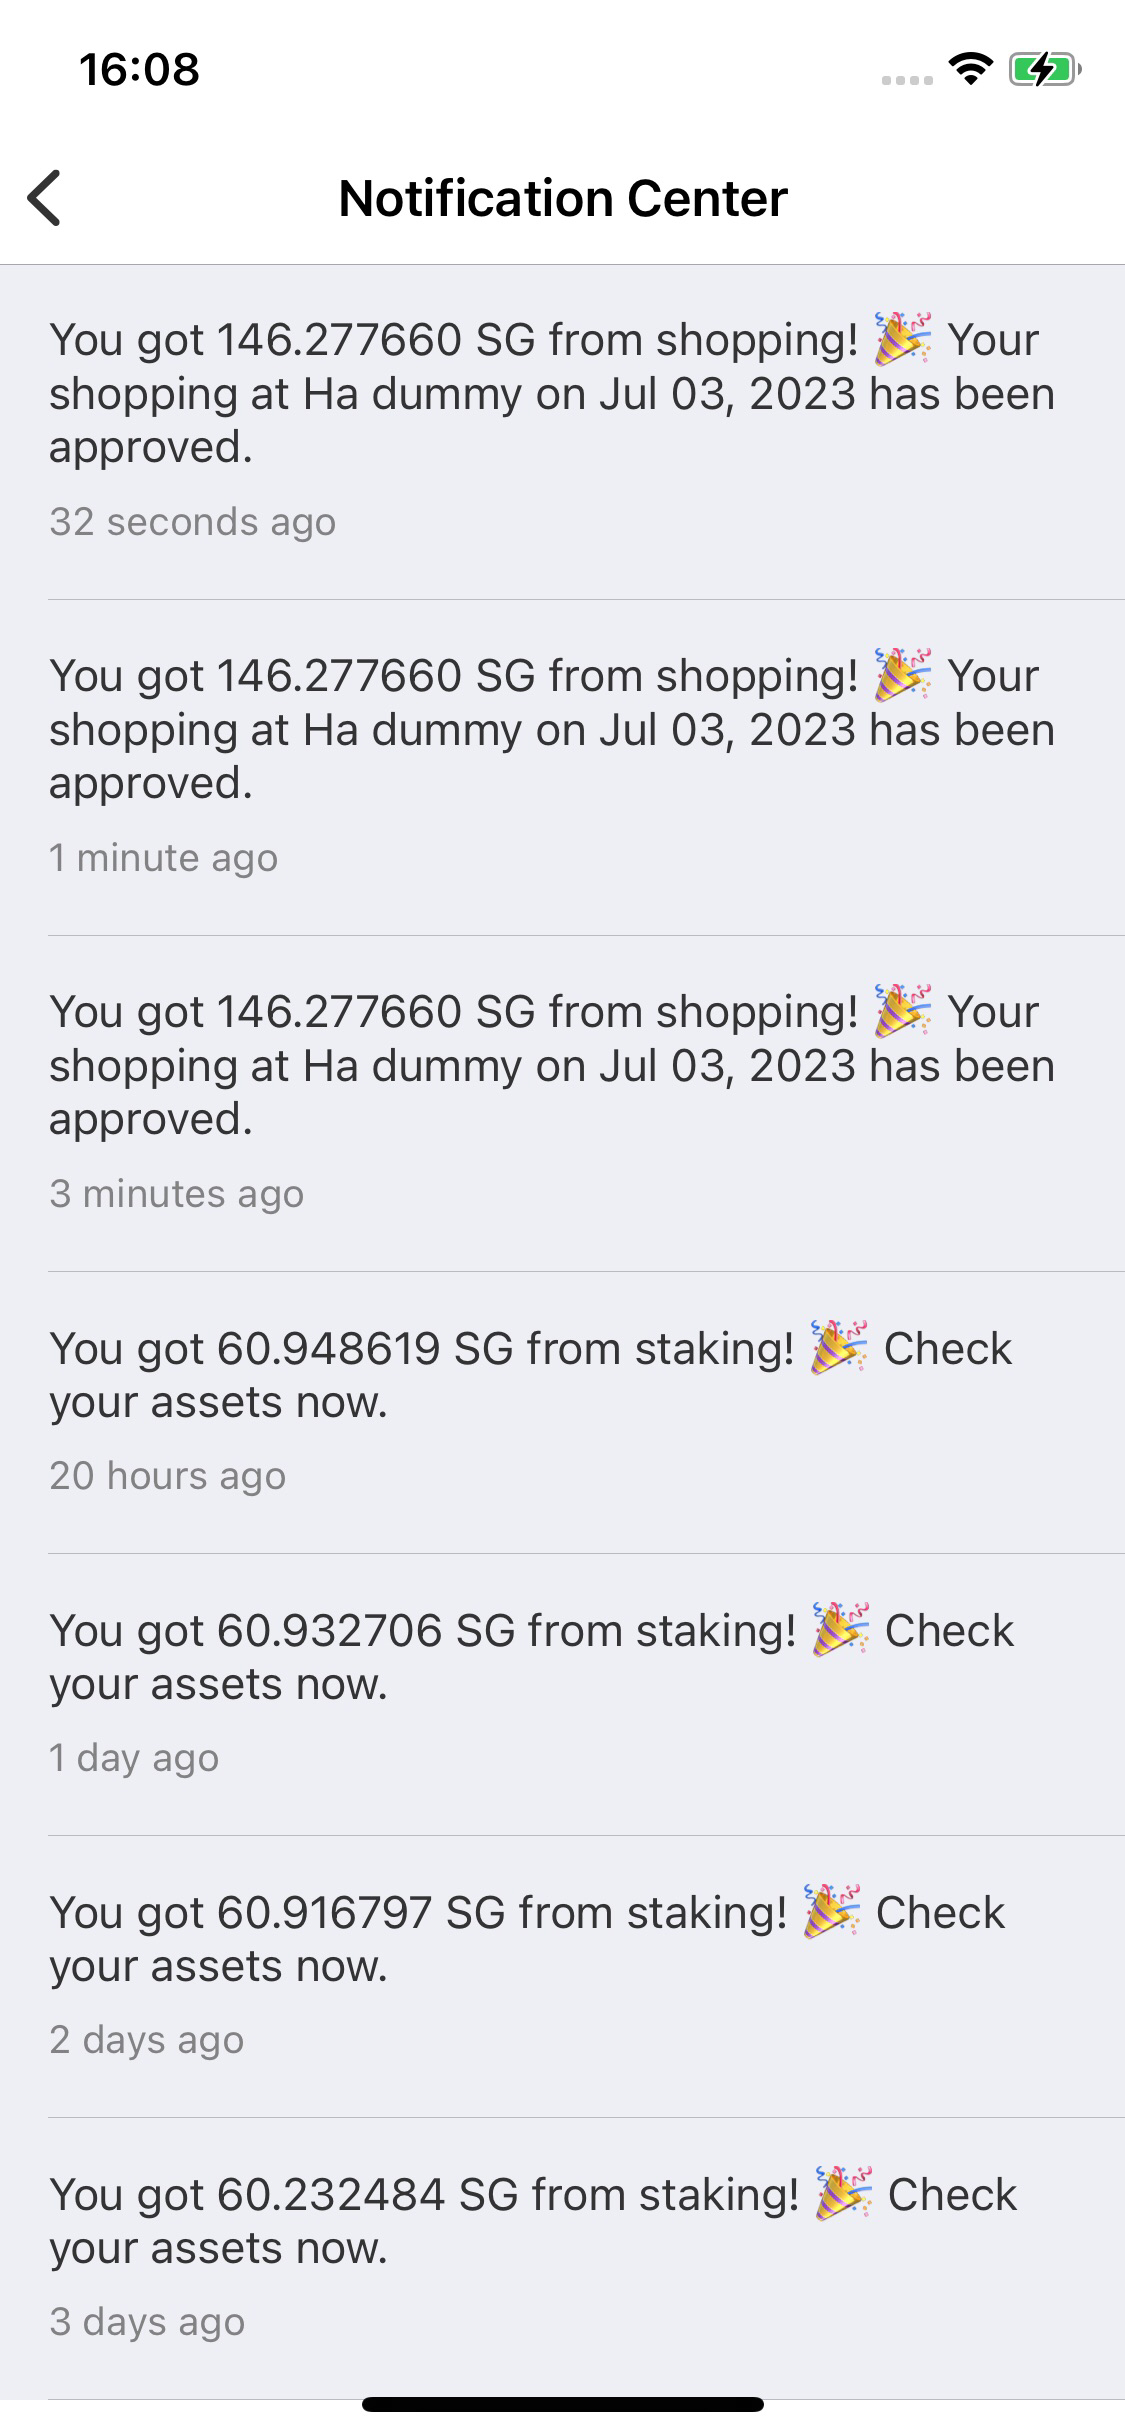 16:08
Notification Center
You got 146.277660 SG from shopping! 🎉 Your
shopping at Ha dummy on Jul 03, 2023 has been
approved.
32 seconds ago
You got 146.277660 SG from shopping! 🎉 Your
shopping at Ha dummy on Jul 03, 2023 has been
approved.
1 minute ago
You got 146.277660 SG from shopping! 🎉 Your
shopping at Ha dummy on Jul 03, 2023 has been
approved.
3 minutes ago
You got 60.948619 SG from staking! 🎉 Check
your assets now.
20 hours ago
You got 60.932706 SG from staking! 🎉 Check
your assets now.
1 day ago
You got 60.916797 SG from staking! 🎉 Check
your assets now.
2 days ago
You got 60.232484 SG from staking! 🎉 Check
your assets now.
3 days ago